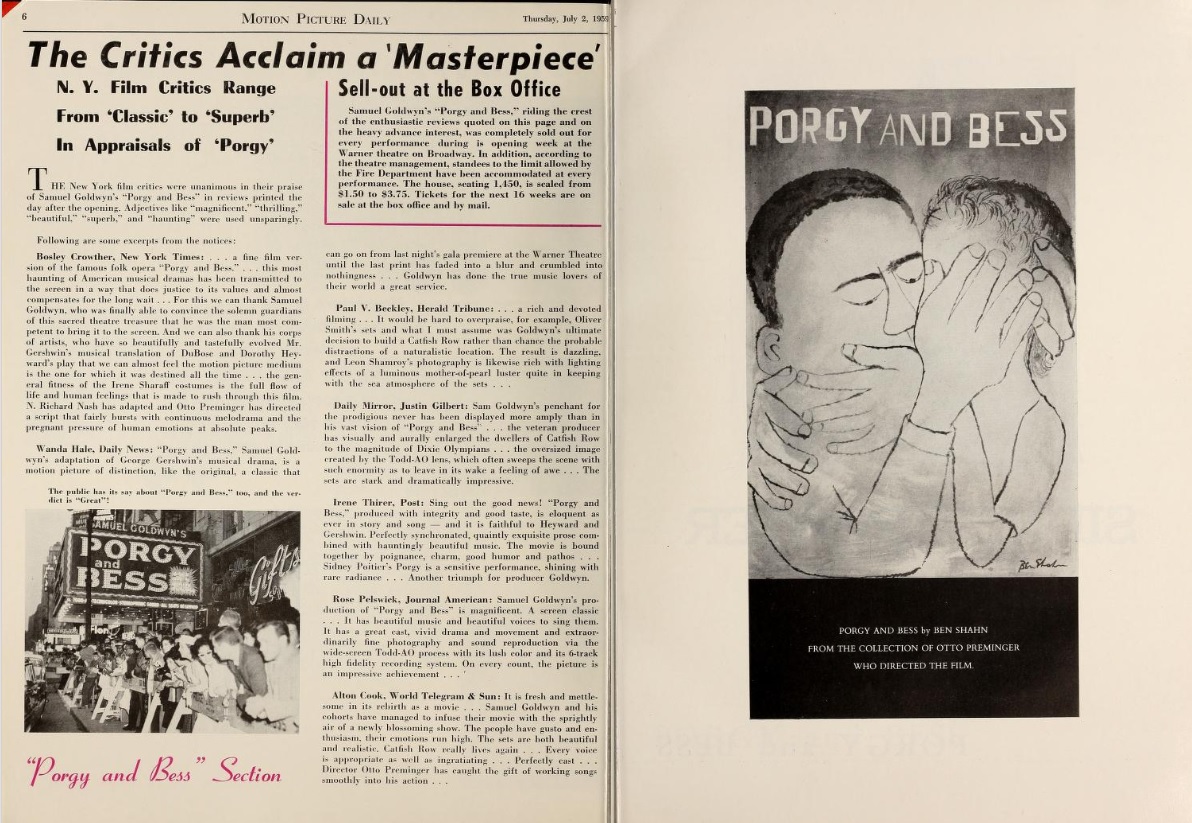 6
MOTION PICTURE DAILY
Thursday, July 2, 1959
The Critics Acclaim a 'Masterpiece'
N. Y. Film Critics Range
From 'Classic' to 'Superb'
In Appraisals of 'Porgy'
THE New York film critics were unanimous in their praise
of Samuel Goldwyn's "Porgy and Bess" in reviews printed the
day after the opening. Adjectives like "magnificent," "thrilling,"
"beautiful," "superb," and "haunting" were used unsparingly.
Following are some excerpts from the notices:
Bosley Crowther, New York Times: . . . a fine film ver-
sion of the famous folk opera "Porgy and Bess." . . . this most
haunting of American musical dramas has been transmitted to
the screen in a way that does justice to its values and almost
compensates for the long wait . . . For this we can thank Samuel
Goldwyn, who was finally able to convince the solemn guardians
of this sacred theatre treasure that he was the man most com-
petent to bring it to the screen. And we can also thank his corps
of artists, who have so beautifully and tastefully evolved Mr.
Gershwin's musical translation of DuBose and Dorothy Hey-
ward's play that we can almost feel the motion picture medium
is the one for which it was destined all the time . . . the gen-
eral fitness of the Irene Sharaff costumes is the full flow of
life and human feelings that is made to rush through this film.
N. Richard Nash has adapted and Otto Preminger has directed
a script that fairly bursts with continuous melodrama and the
pregnant pressure of human emotions at absolute peaks.
Wanda Hale, Daily News: "Porgy and Bess," Samuel Gold-
wyn's adaptation of George Gershwin's musical drama, is a
motion picture of distinction, like the original, a classic that
The public has its say about "Porgy and Bess," too, and the ver-
dict is "Great"!
SAMUEL GOLDWYN'S
PORGY
and
BESS
Gift's
"Porgy and Bess" Section
Sell-out at the Box Office
Samuel Goldwyn's "Porgy and Bess," riding the crest
of the enthusiastic reviews quoted on this page and on
the heavy advance interest, was completely sold out for
every performance during is opening week at the
Warner theatre on Broadway. In addition, according to
the theatre management, standees to the limit allowed by
the Fire Department have been accommodated at every
performance. The house, seating 1,450, is scaled from
$1.50 to $3.75. Tickets for the next 16 weeks are on
sale at the box office and by mail.
can go on from last night's gala premiere at the Warner Theatre
until the last print has faded into a blur and crumbled into
nothingness . . . Goldwyn has done the true music lovers of
their world a great service.
Paul V. Beckley, Herald Tribune: . . . a rich and devoted
filming . . . It would be hard to overpraise, for example, Oliver
Smith's sets and what I must assume was Goldwyn's ultimate
decision to build a Catfish Row rather than chance the probable
distractions of a naturalistic location. The result is dazzling,
and Leon Shamroy's photography is likewise rich with lighting
effects of a luminous mother-of-pearl luster quite in keeping
with the sea atmosphere of the sets . . .
Daily Mirror, Justin Gilbert: Sam Goldwyn's penchant for
the prodigious never has been displayed more amply than in
his vast vision of "Porgy and Bess" . . . the veteran producer
has visually and aurally enlarged the dwellers of Catfish Row
to the magnitude of Dixie Olympians . . . the oversized image
created by the Todd-AO lens, which often sweeps the scene with
such enormity as to leave in its wake a feeling of awe . . . The
sets are stark and dramatically impressive.
Irene Thirer, Post: Sing out the good news! "Porgy and
Bess," produced with integrity and good taste, is eloquent as
ever in story and song — and it is faithful to Heyward and
Gershwin. Perfectly synchronized, quaintly exquisite prose com-
bined with hauntingly beautiful music. The movie is bound
together by poignance, charm, good humor and pathos . . .
Sidney Poitier's Porgy is a sensitive performance, shining with
rare radiance . . . Another triumph for producer Goldwyn.
Rose Pelswick, Journal American: Samuel Goldwyn's pro-
duction of "Porgy and Bess" is magnificent. A screen classic
. . . It has beautiful music and beautiful voices to sing them.
It has a great cast, vivid drama and movement and extraor-
dinarily fine photography and sound reproduction via the
wide-screen Todd-AO process with its lush color and its 6-track
high fidelity recording system. On every count, the picture is
an impressive achievement . . . '
Alton Cook, World Telegram & Sun: It is fresh and mettle-
some in its rebirth as a movie . . . Samuel Goldwyn and his
cohorts have managed to infuse their movie with the sprightly
air of a newly blossoming show. The people have gusto and en-
thusiasm, their emotions run high. The sets are both beautiful
and realistic. Catfish Row really lives again . . . Every voice
is appropriate as well as ingratiating . . . Perfectly cast . . .
Director Otto Preminger has caught the gift of working songs
smoothly into his action . . .
PORGY AND BESS
Ben Shahn
PORGY AND BESS by BEN SHAHN
FROM THE COLLECTION OF OTTO PREMINGER
WHO DIRECTED THE FILM.